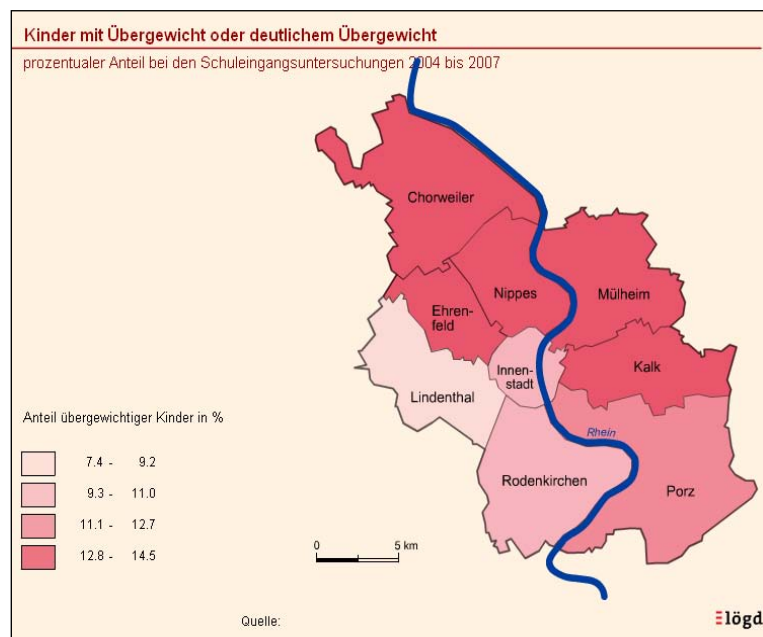 Kinder mit Übergewicht oder deutlichem Übergewicht
prozentualer Anteil bei den Schuleingangsuntersuchungen 2004 bis 2007
Chorweiler
Nippes
Mülheim
Ehren-
feld
Innen-
stadt
Kalk
Lindenthal
Rhein
Rodenkirchen
Porz
Anteil übergewichtiger Kinder in %
7.4 - 9.2
9.3 - 11.0
11.1 - 12.7
12.8 - 14.5
0 5 km
Quelle:
lögd